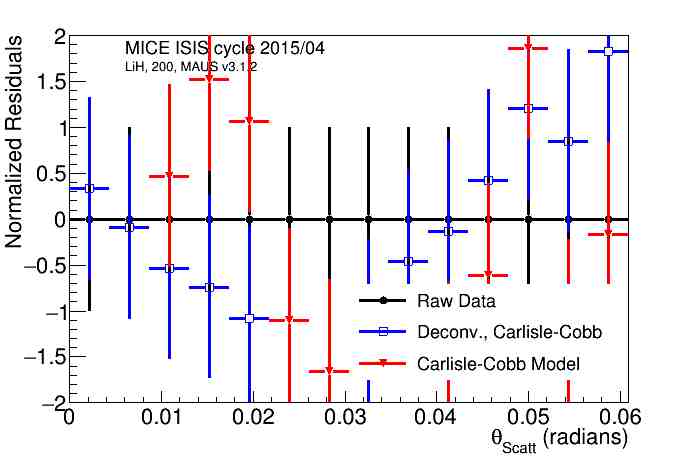 MICE ISIS cycle 2015/04
LiH, 200, MAUS v3.1.2
Normalized Residuals
2
1.5
1
0.5
0
−0.5
−1
−1.5
−2
Raw Data
Deconv., Carlisle-Cobb
Carlisle-Cobb Model
0 0.01 0.02 0.03 0.04 0.05 0.06
θScatt (radians)